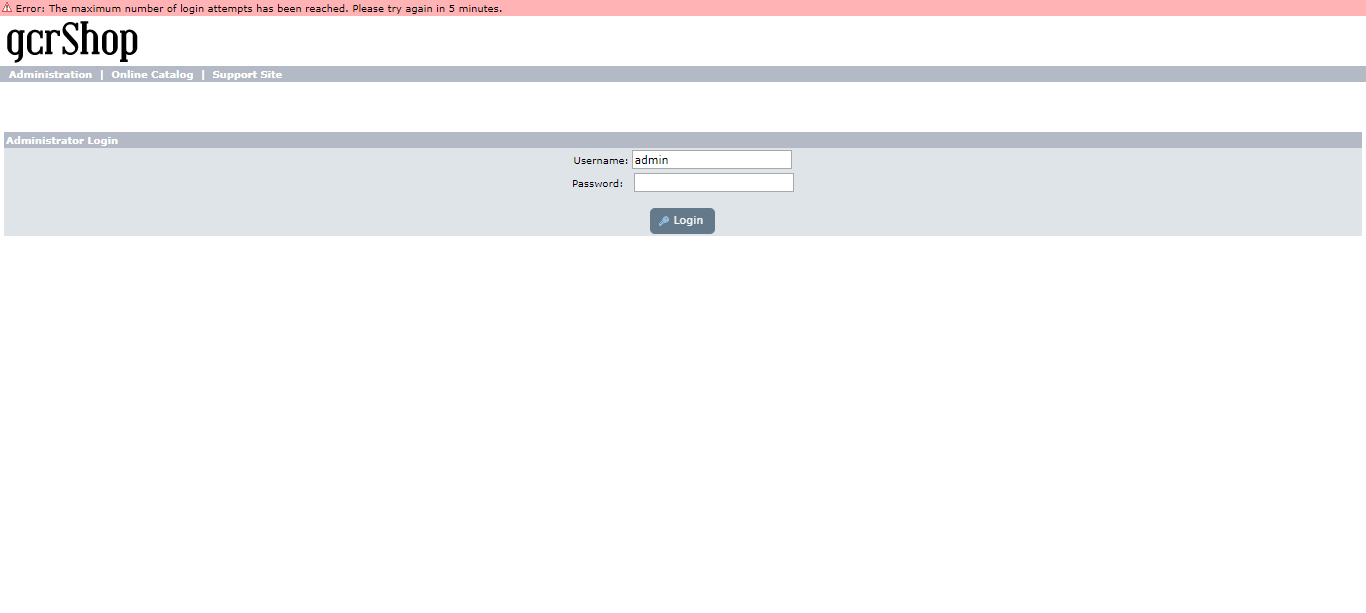 Error: The maximum number of login attempts has been reached. Please try again in 5 minutes.
gcrShop
Administration | Online Catalog | Support Site
Administrator Login
Username: admin
Password:
Login